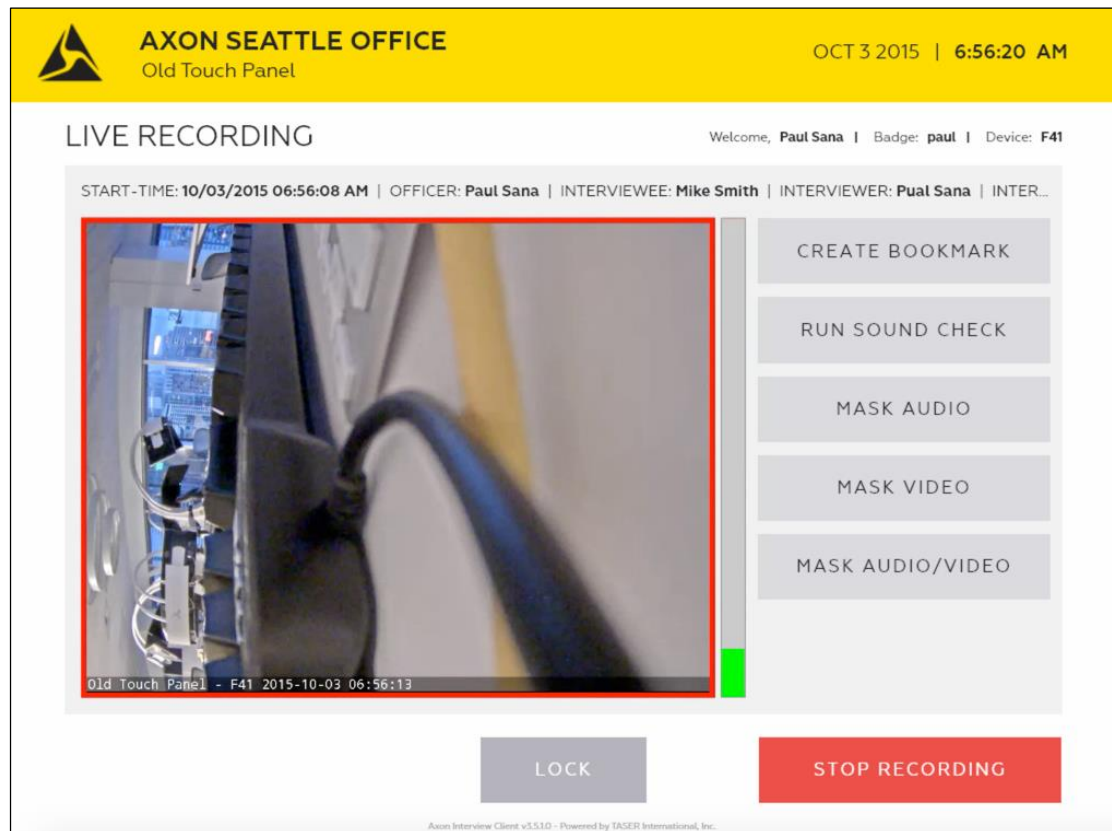 AXON SEATTLE OFFICE
Old Touch Panel
OCT 3 2015 | 6:56:20 AM
LIVE RECORDING
Welcome, Paul Sana | Badge: paul | Device: F41
START-TIME: 10/03/2015 06:56:08 AM | OFFICER: Paul Sana | INTERVIEWEE: Mike Smith | INTERVIEWER: Pual Sana | INTER...
CREATE BOOKMARK
RUN SOUND CHECK
MASK AUDIO
MASK VIDEO
MASK AUDIO/VIDEO
Old Touch Panel - F41 2015-10-03 06:56:13
LOCK
STOP RECORDING
Axon Interview Client v3.5.1.0 - Powered by TASER International, Inc.